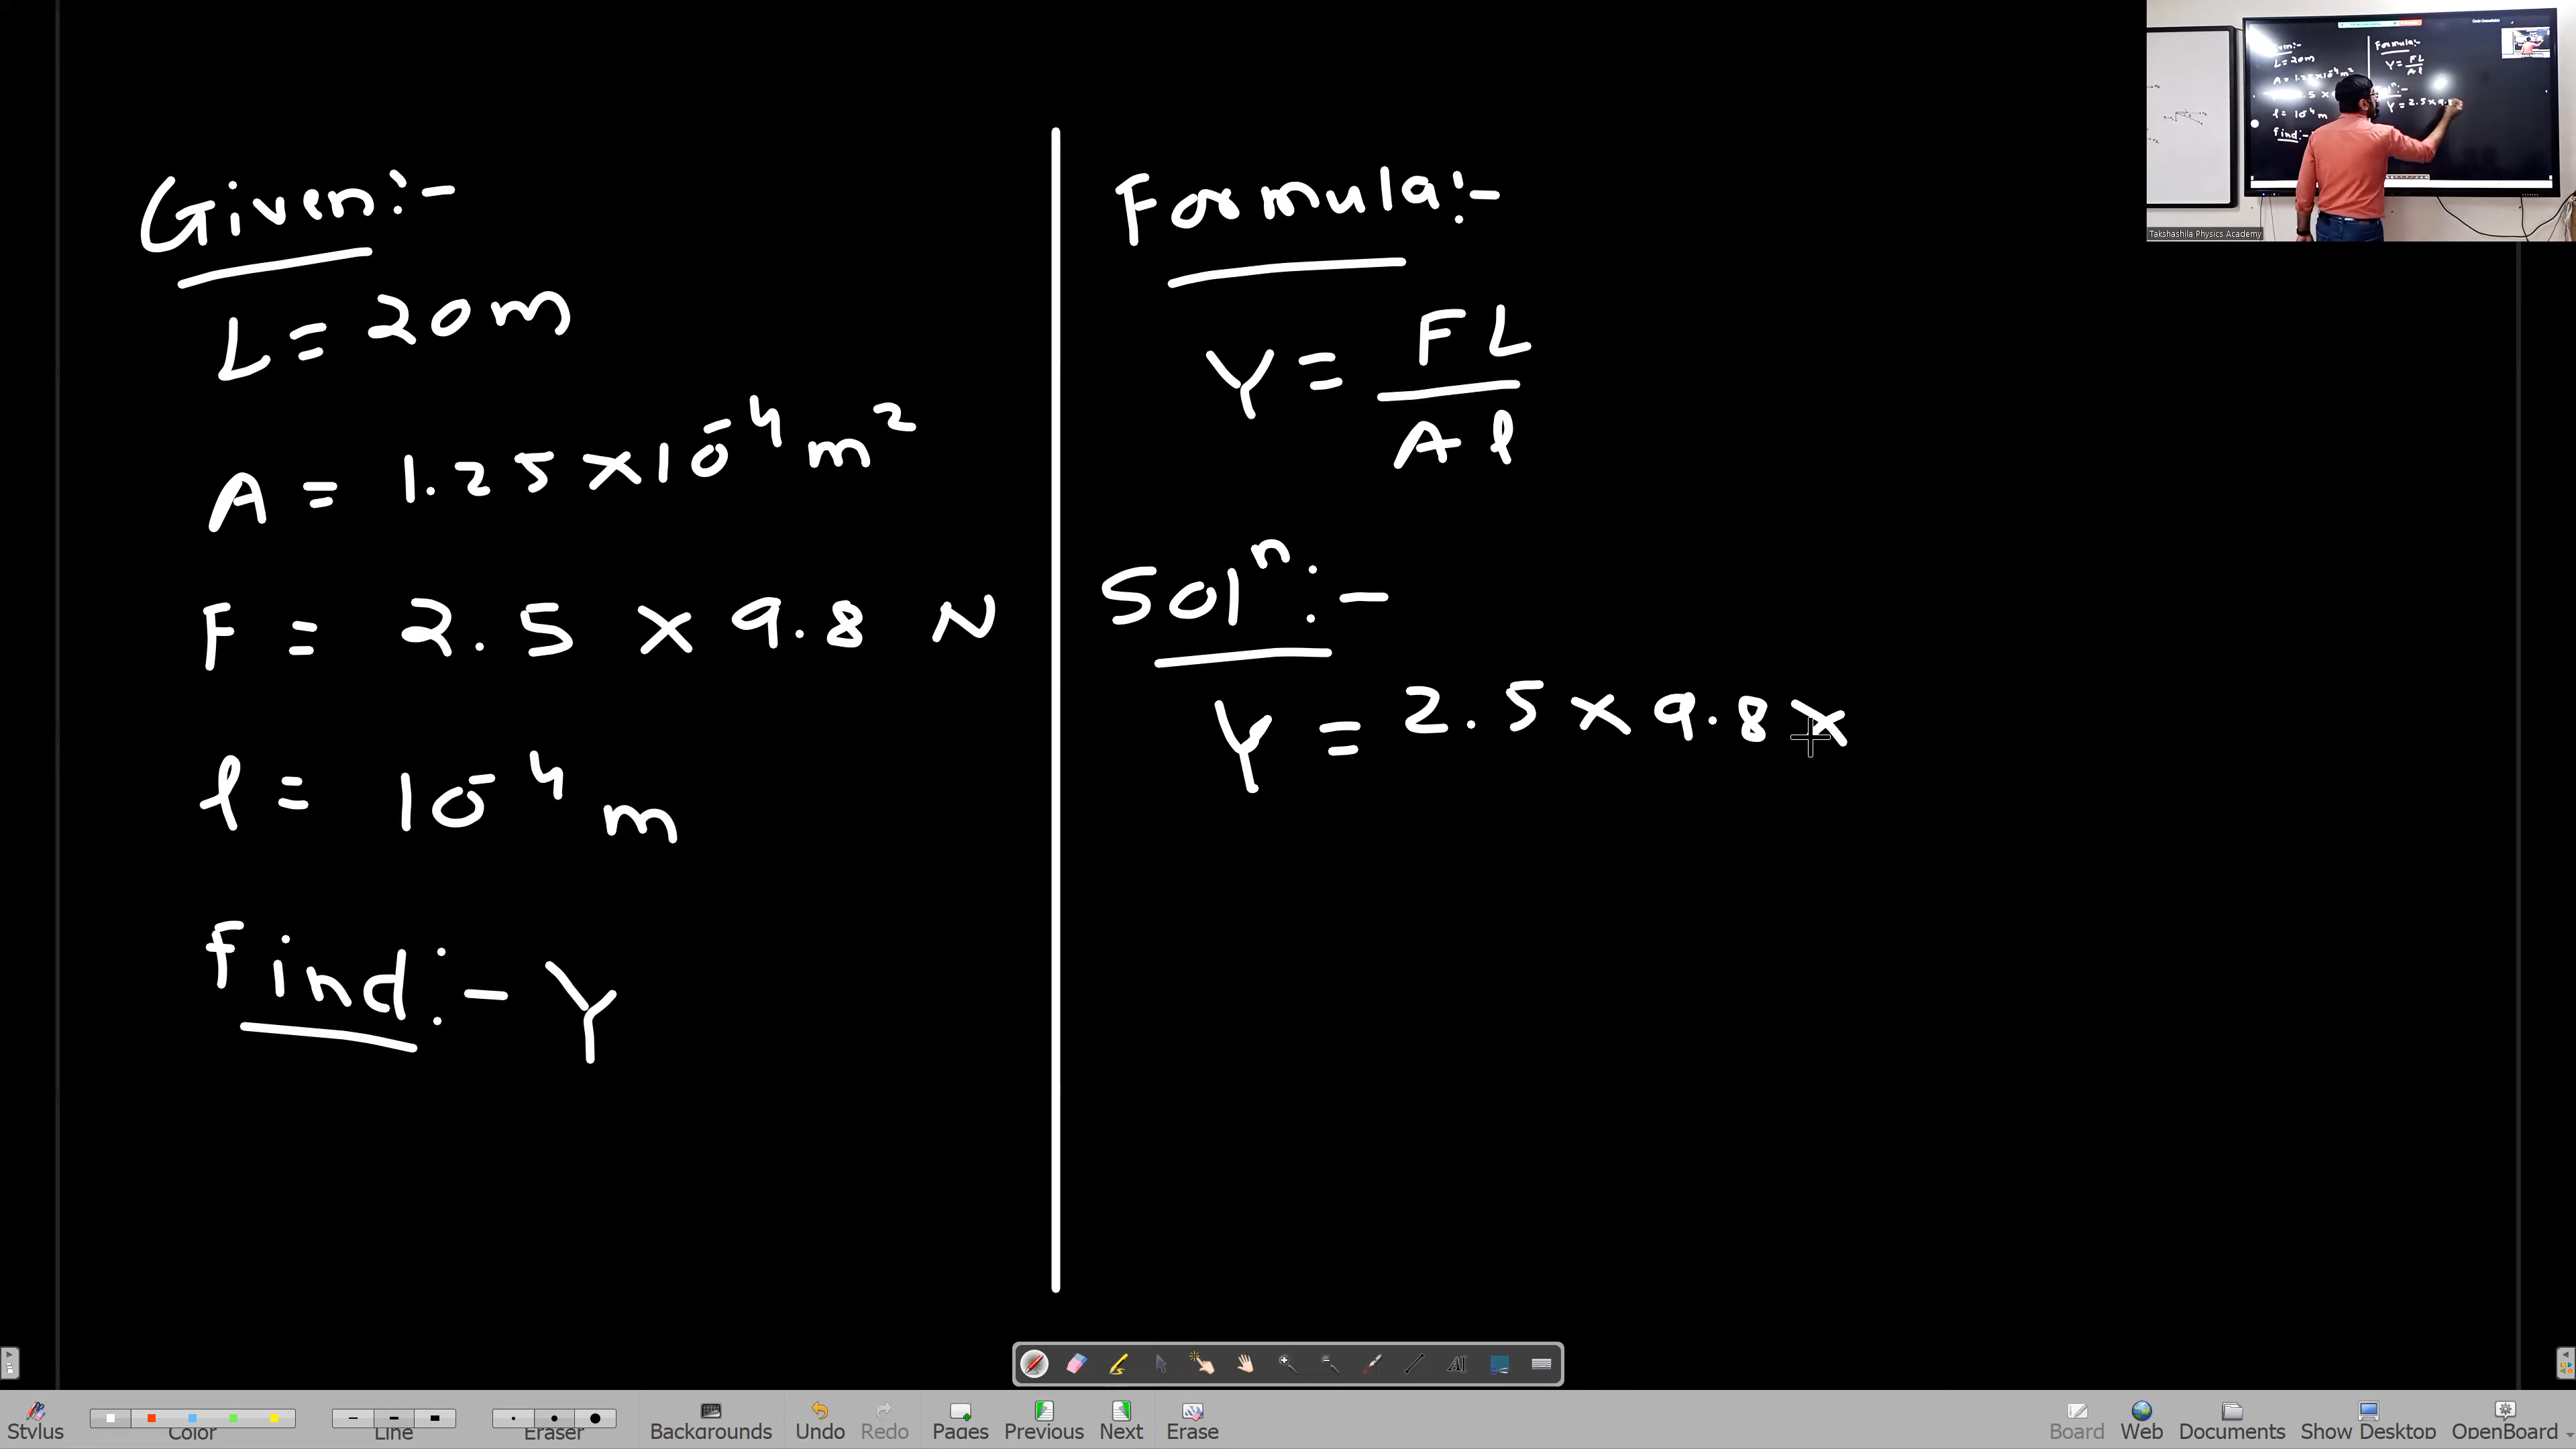 Given:-
L = 20m
A = 1.25 × 10⁻⁴ m²
F = 2.5 × 9.8 N
l = 10⁻⁴ m
Find:- Y
Formula:-
Y = FL
Al
Solⁿ:-
Y = 2.5 × 9.8 ×
Takshashila Physics Academy
Stylus
Color
Line
Eraser
Backgrounds
Undo
Redo
Pages
Previous
Next
Erase
Board
Web
Documents
Show Desktop
OpenBoard